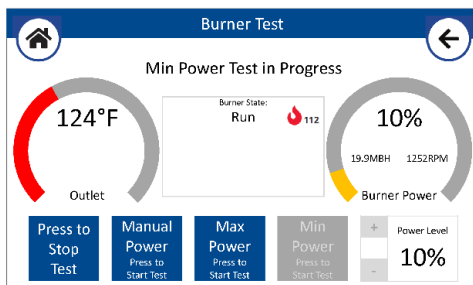 Burner Test
Min Power Test in Progress
124°F
Outlet
Burner State:
Run
112
10%
19.9MBH 1252RPM
Burner Power
Press to
Stop
Test
Manual
Power
Press to
Start Test
Max
Power
Press to
Start Test
Min
Power
Press to
Start Test
+
-
Power Level
10%